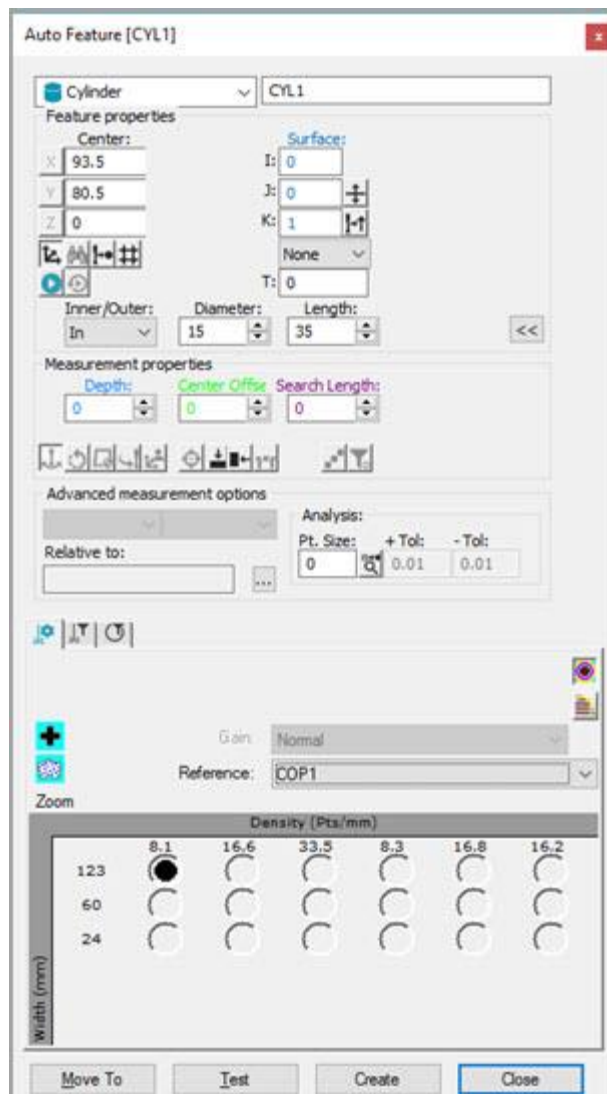 Auto Feature [CYL1]
x
Cylinder CYL1
Feature properties
Center: Surface:
X 93.5 I: 0
Y 80.5 J: 0
Z 0 K: 1
None
T: 0
Inner/Outer: Diameter: Length:
In 15 35 <<
Measurement properties
Depth: Center Offse Search Length:
0 0 0
Advanced measurement options
Analysis:
Pt. Size: + Tol: - Tol:
Relative to: 0 0.01 0.01
...
Gain: Normal
Reference: COP1
Zoom
Density (Pts/mm)
8.1 16.6 33.5 8.3 16.8 16.2
123
60
24
Width (mm)
Move To Test Create Close